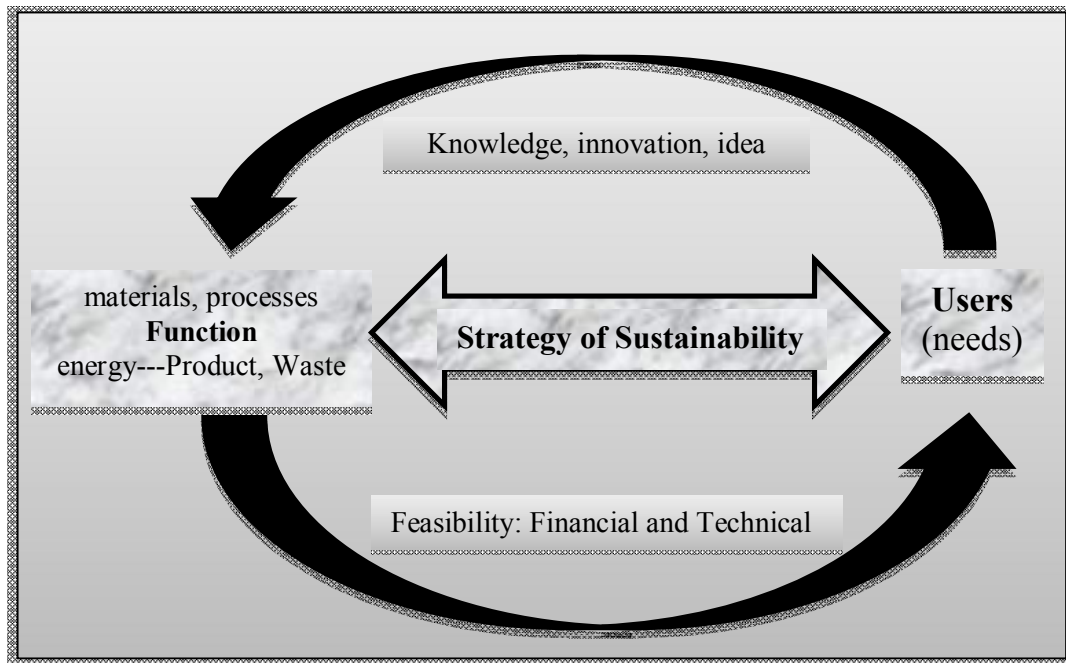 Knowledge, innovation, idea
materials, processes
Function
energy---Product, Waste
Strategy of Sustainability
Users
(needs)
Feasibility: Financial and Technical